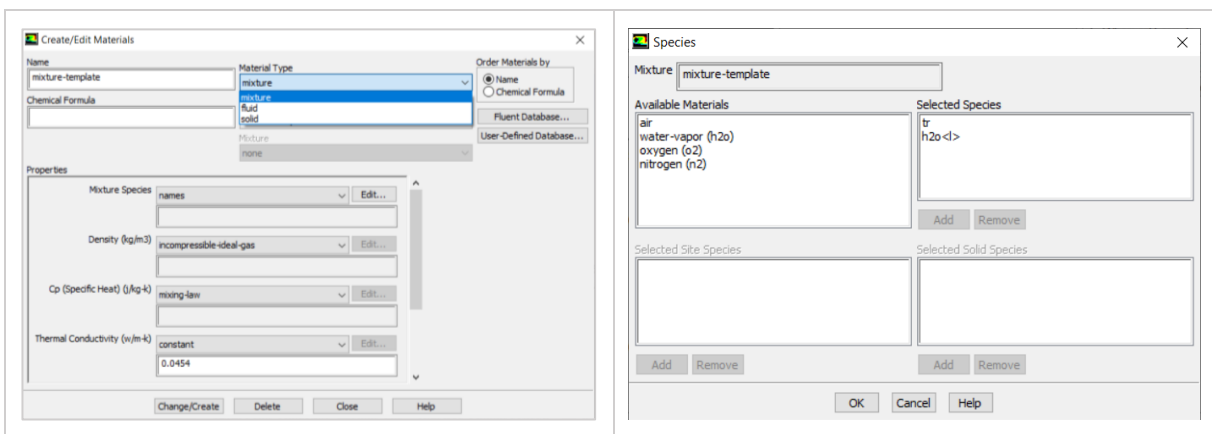 Create/Edit Materials
Name
mixture-template
Chemical Formula
Material Type
mixture
mixture
fluid
solid
Mixture
none
Order Materials by
Name
Chemical Formula
Fluent Database...
User-Defined Database...
Properties
Mixture Species names Edit...
Density (kg/m3) incompressible-ideal-gas Edit...
Cp (Specific Heat) (j/kg-k) mixing-law Edit...
Thermal Conductivity (w/m-k) constant Edit...
0.0454
Change/Create Delete Close Help
Species
Mixture mixture-template
Available Materials
air
water-vapor (h2o)
oxygen (o2)
nitrogen (n2)
Selected Species
tr
h2o<l>
Add Remove
Selected Site Species
Selected Solid Species
Add Remove
Add Remove
OK Cancel Help